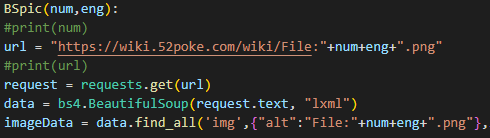 BSpic(num,eng):
#print(num)
url = "https://wiki.52poke.com/wiki/File:"+num+eng+".png"
#print(url)
request = requests.get(url)
data = bs4.BeautifulSoup(request.text, "lxml")
imageData = data.find_all('img',{"alt":"File:"+num+eng+".png"},